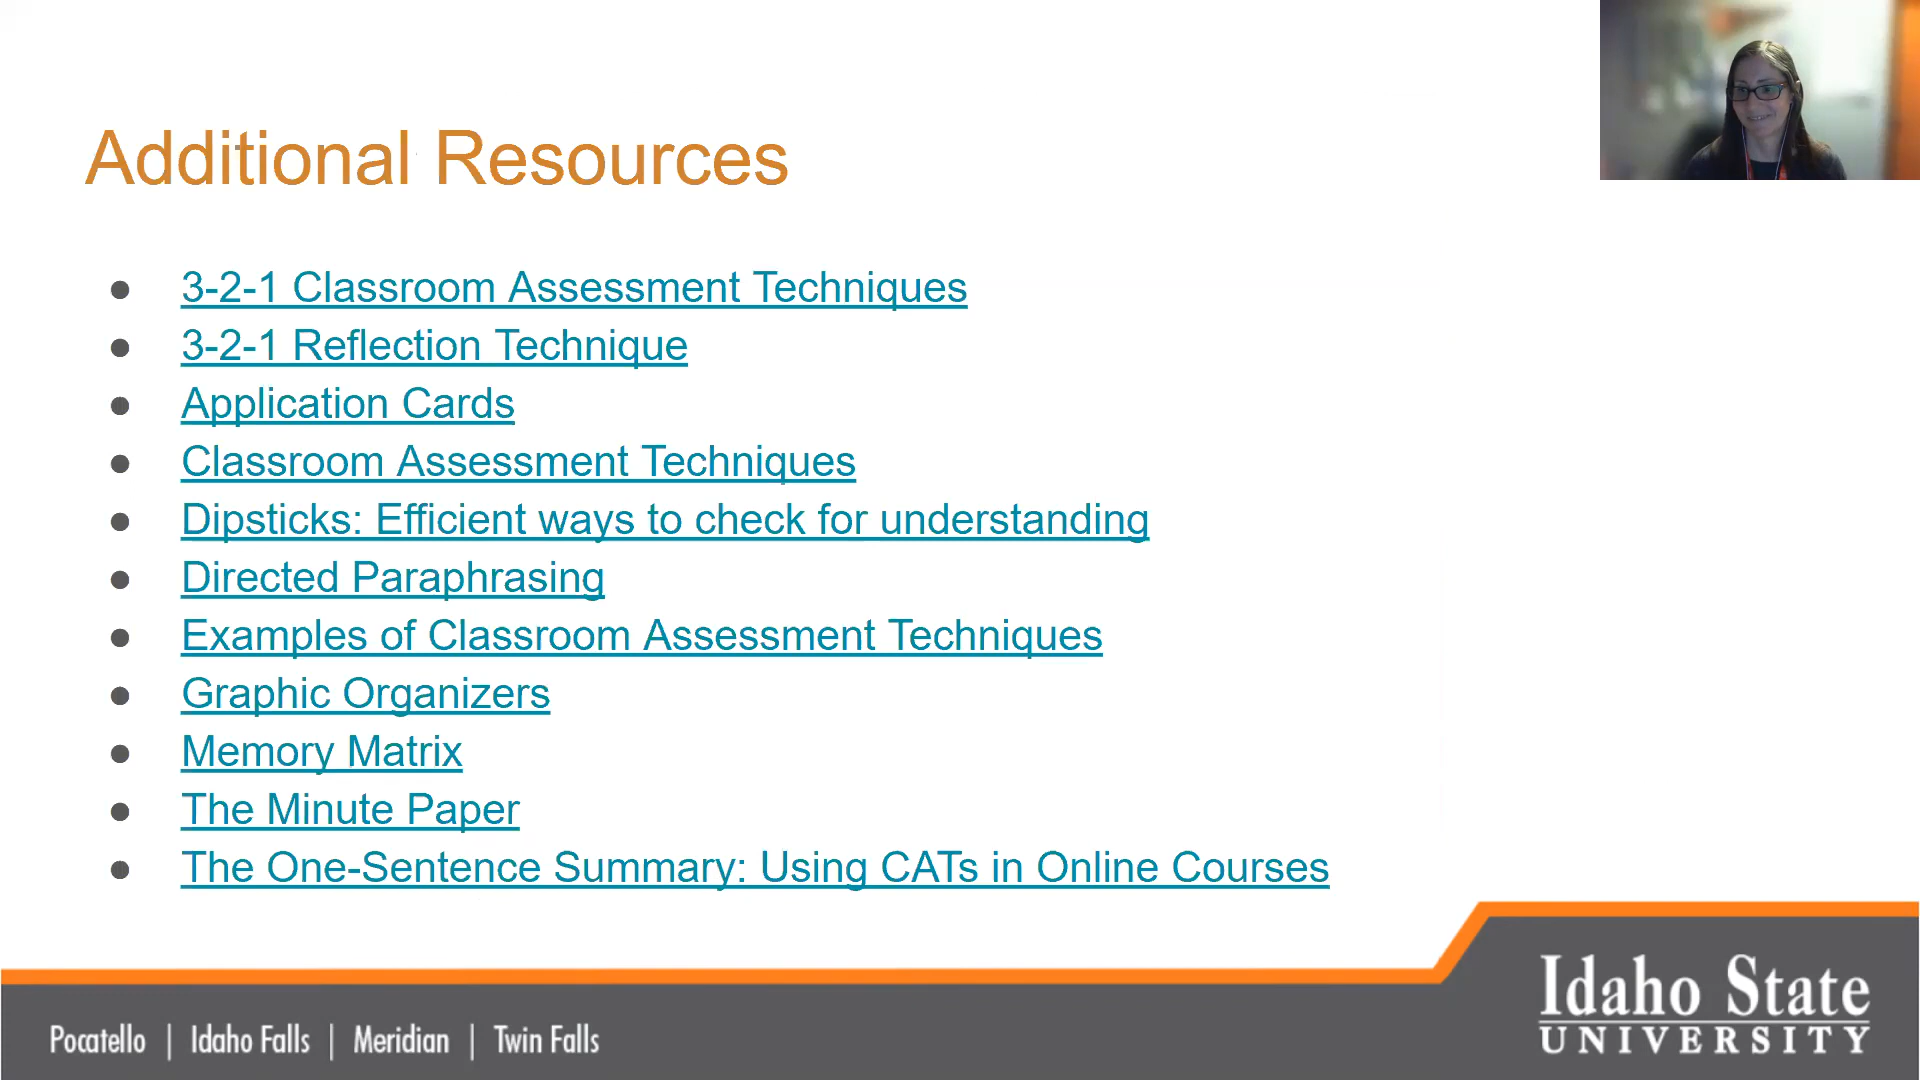 Additional Resources
3-2-1 Classroom Assessment Techniques
3-2-1 Reflection Technique
Application Cards
Classroom Assessment Techniques
Dipsticks: Efficient ways to check for understanding
Directed Paraphrasing
Examples of Classroom Assessment Techniques
Graphic Organizers
Memory Matrix
The Minute Paper
The One-Sentence Summary: Using CATs in Online Courses
Pocatello | Idaho Falls | Meridian | Twin Falls
Idaho State
UNIVERSITY